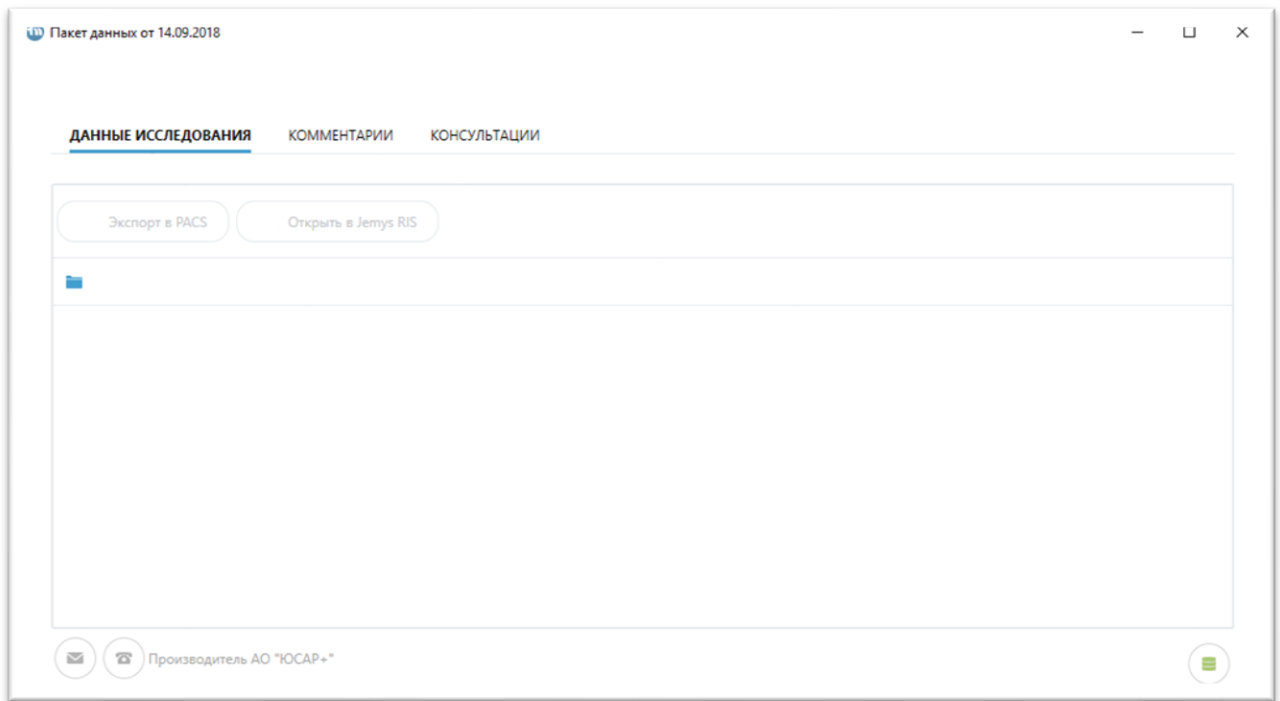 Пакет данных от 14.09.2018
ДАННЫЕ ИССЛЕДОВАНИЯ КОММЕНТАРИИ КОНСУЛЬТАЦИИ
Экспорт в PACS Открыть в Jemys RIS
Производитель АО "ЮСАР+"